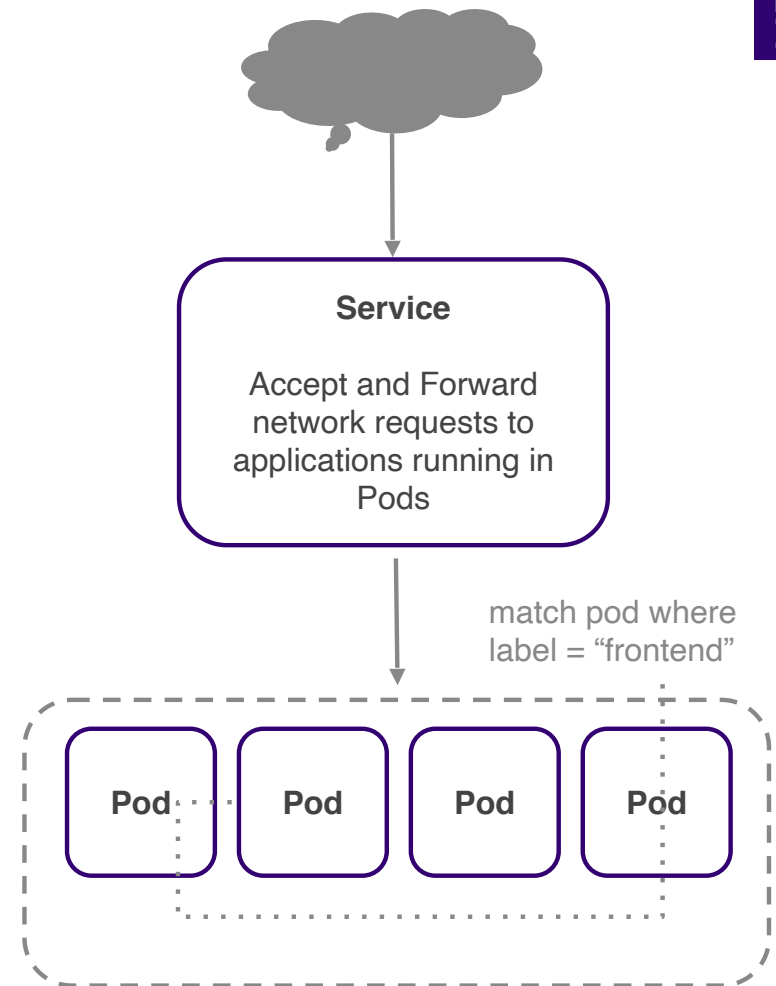 Service
Accept and Forward
network requests to
applications running in
Pods
match pod where
label = “frontend”
Pod
Pod
Pod
Pod